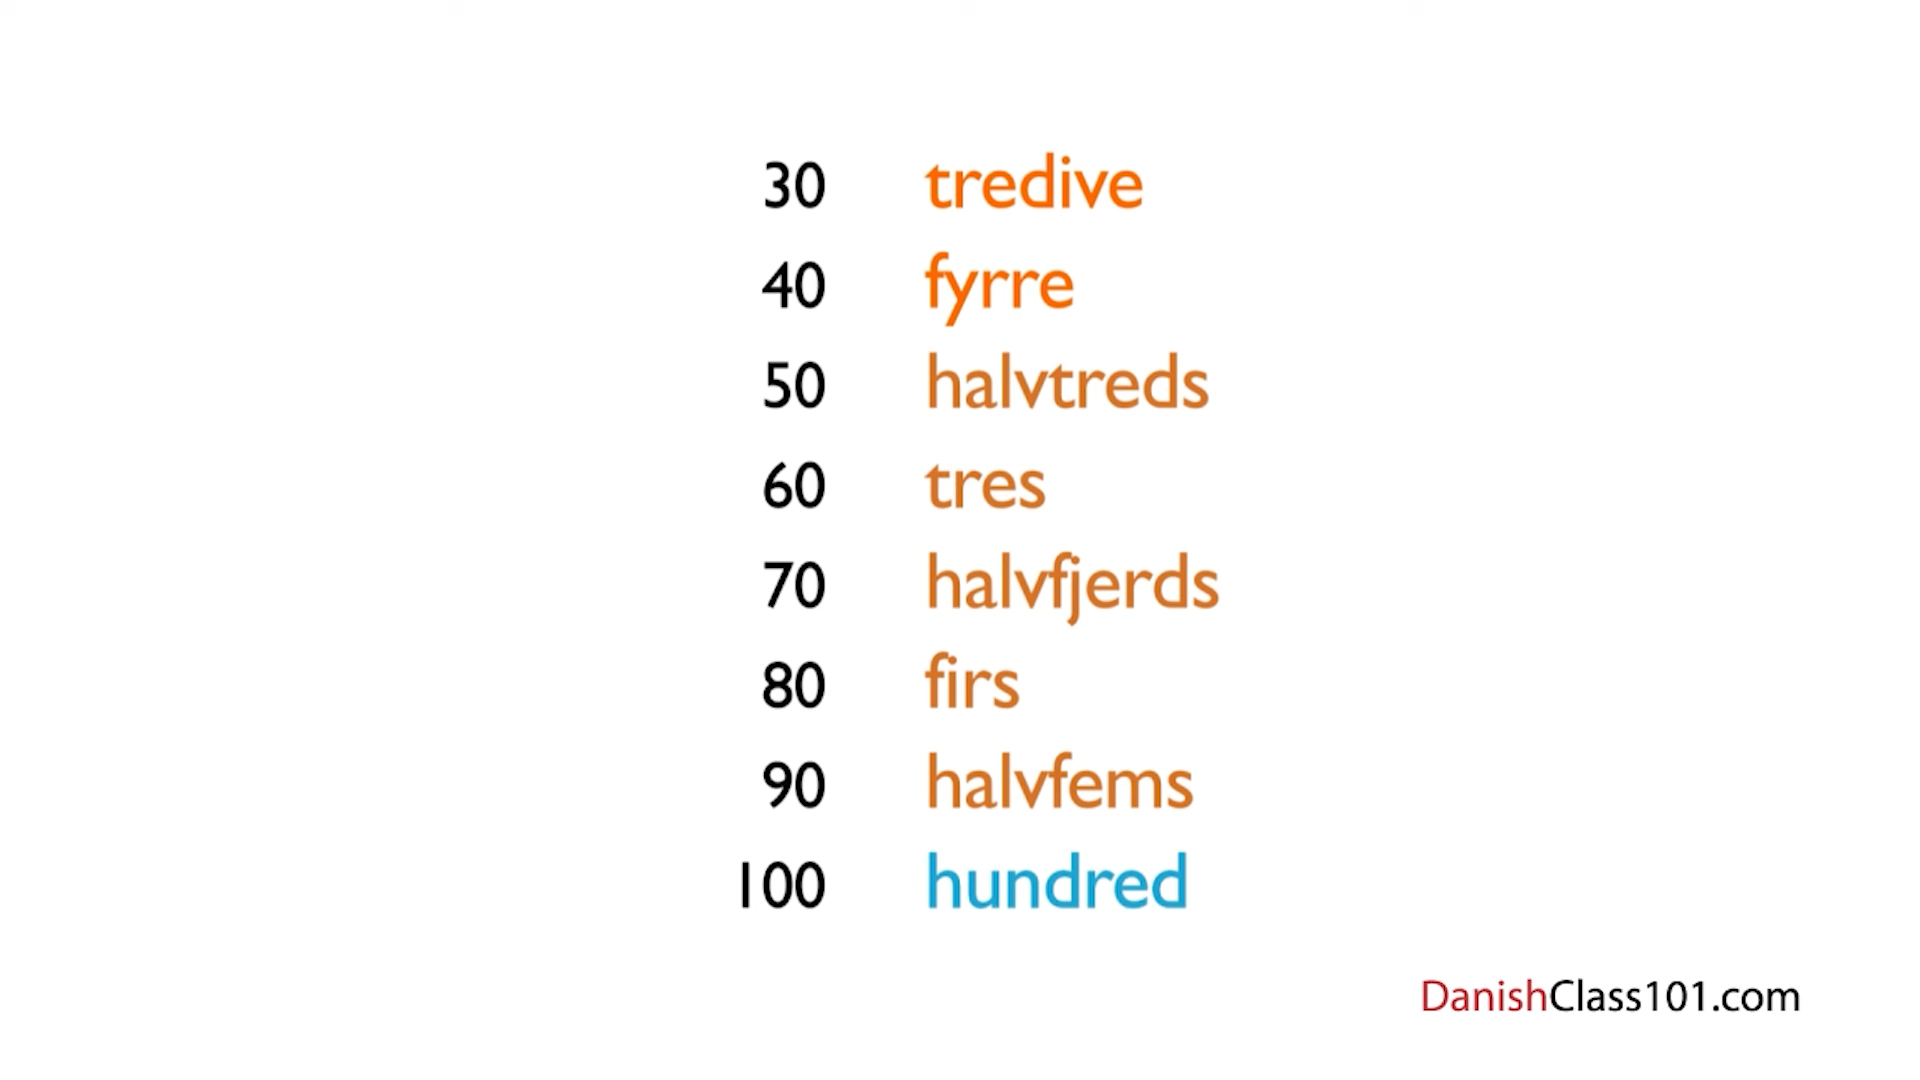 30 tredive
40 fyrre
50 halvtreds
60 tres
70 halvfjerds
80 firs
90 halvfems
100 hundred
DanishClass101.com